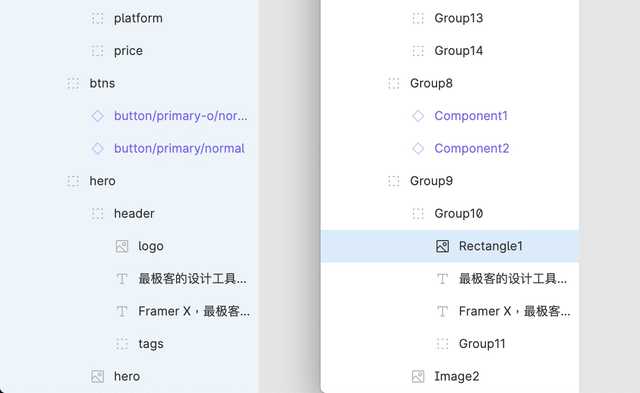 platform
price
btns
button/primary-o/nor...
button/primary/normal
hero
header
logo
最极客的设计工具...
Framer X，最极客...
tags
hero
Group13
Group14
Group8
Component1
Component2
Group9
Group10
Rectangle1
最极客的设计工具...
Framer X，最极客...
Group11
Image2